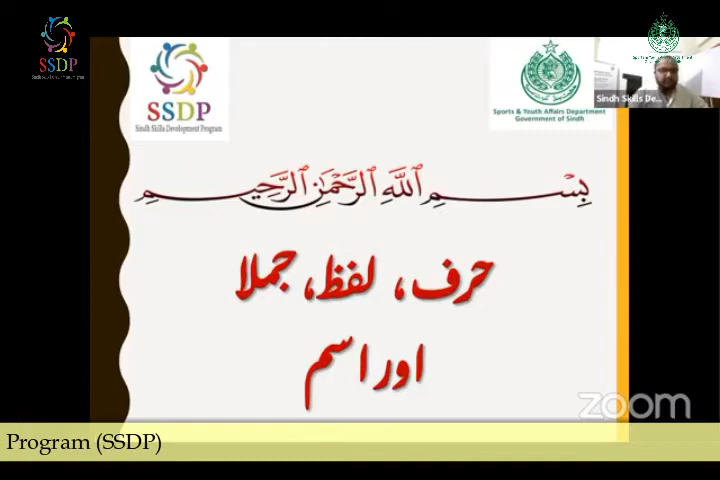 SSDP
SSDP
Sindh Skills Development Program
Sports & Youth Affairs Department
Government of Sindh
Sindh Skills De...
بِسْمِ اللَّهِ الرَّحْمَٰنِ الرَّحِيمِ
حرف، لفظ، جملا
اور اسم
zoom
Program (SSDP)